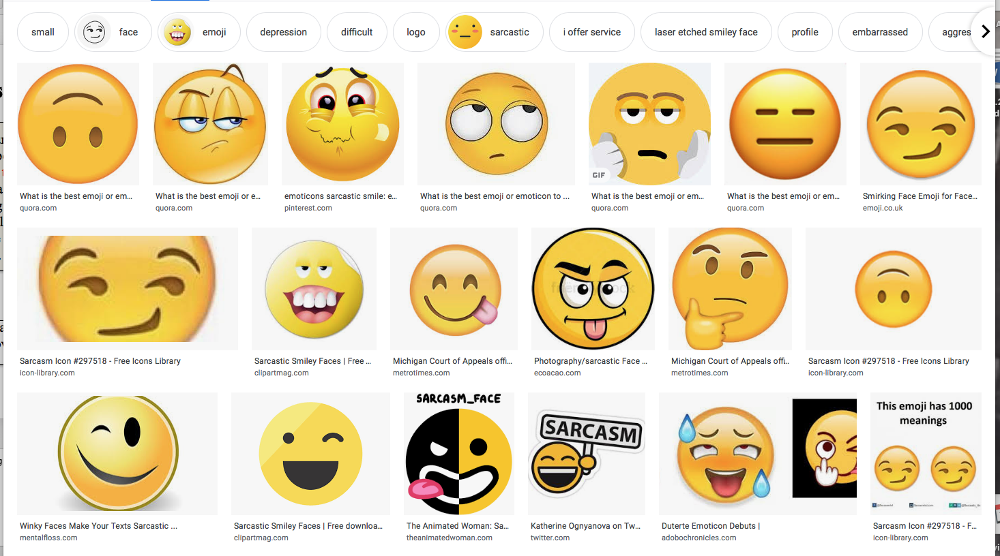 small
face
emoji
depression
difficult
logo
sarcastic
i offer service
laser etched smiley face
profile
embarrassed
aggres
GIF
What is the best emoji or em...
quora.com
What is the best emoji or e...
quora.com
emoticons sarcastic smile: e...
pinterest.com
What is the best emoji or emoticon to ...
quora.com
What is the best emoji or em...
quora.com
What is the best emoji or em...
quora.com
Smirking Face Emoji for Face...
emoji.co.uk
Sarcasm Icon #297518 - Free Icons Library
icon-library.com
Sarcastic Smiley Faces | Free ...
clipartmag.com
Michigan Court of Appeals offi...
metrotimes.com
Photography/sarcastic Face ...
ecoacao.com
Michigan Court of Appeals offi...
metrotimes.com
Sarcasm Icon #297518 - Free Icons Library
icon-library.com
SARCASM_FACE
SARCASM
This emoji has 1000
meanings
Winky Faces Make Your Texts Sarcastic ...
mentalfloss.com
Sarcastic Smiley Faces | Free downloa...
clipartmag.com
The Animated Woman: Sa...
theanimatedwoman.com
Katherine Ognyanova on Tw...
twitter.com
Duterte Emoticon Debuts |
adobochronicles.com
Sarcasm Icon #297518 - F...
icon-library.com